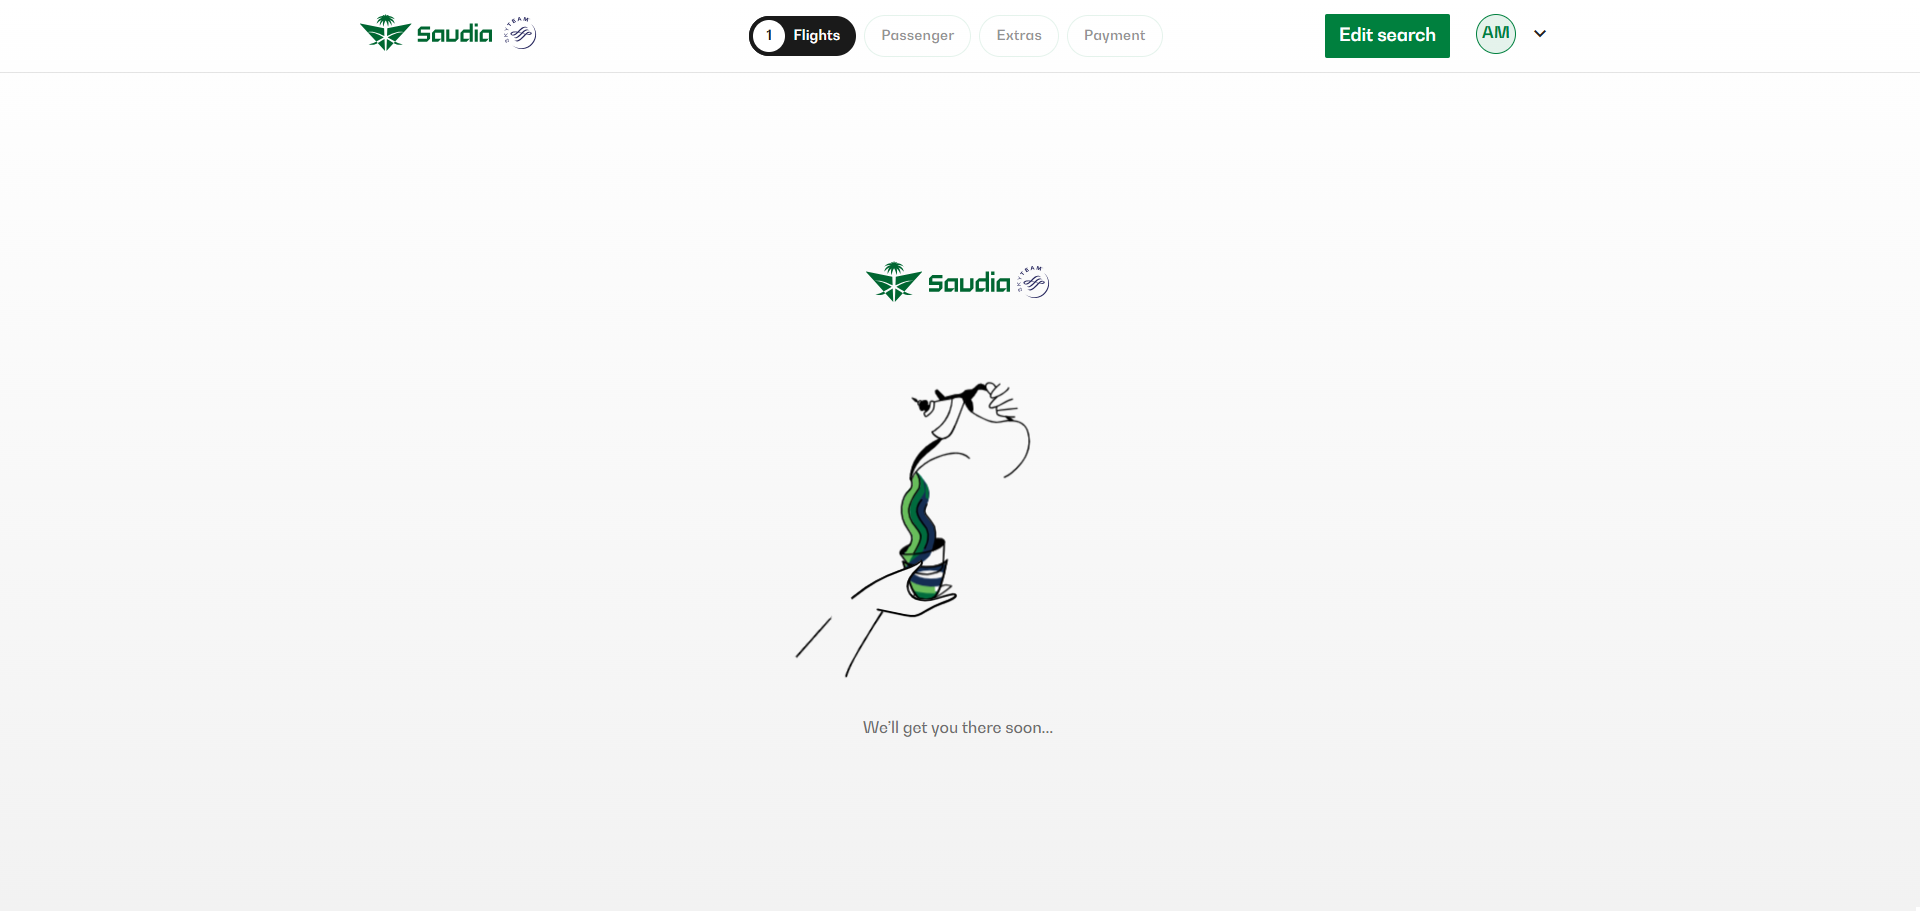 Saudia
SKYTEAM
1 Flights
Passenger
Extras
Payment
Edit search
AM
Saudia
SKYTEAM
We'll get you there soon...